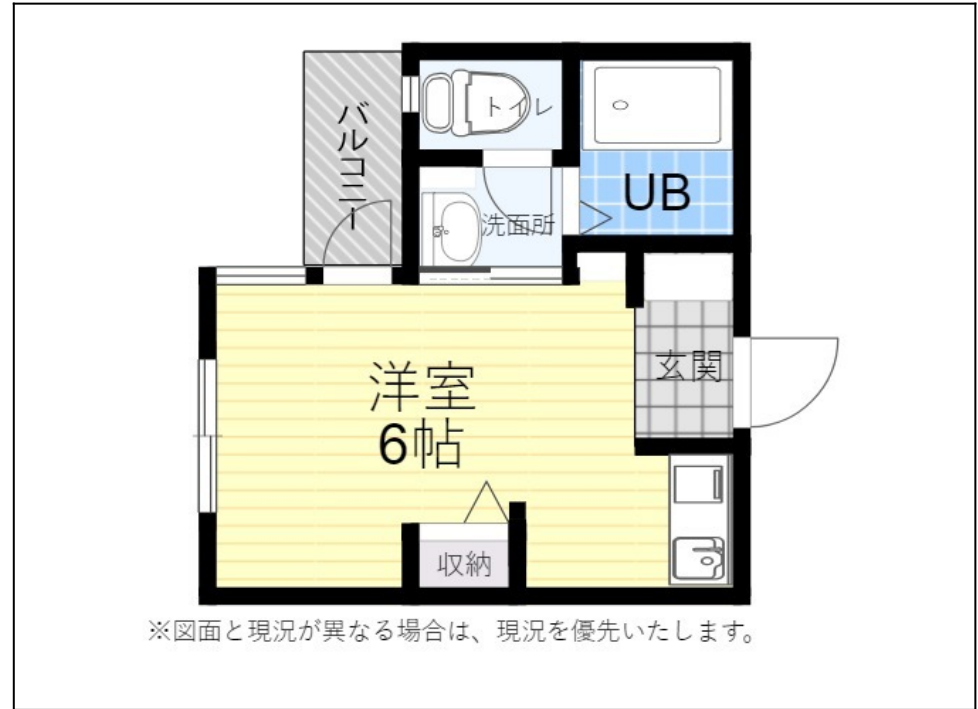 バルコニー
トイレ
洗面所
UB
玄関
洋室
6帖
収納
※図面と現況が異なる場合は、現況を優先いたします。